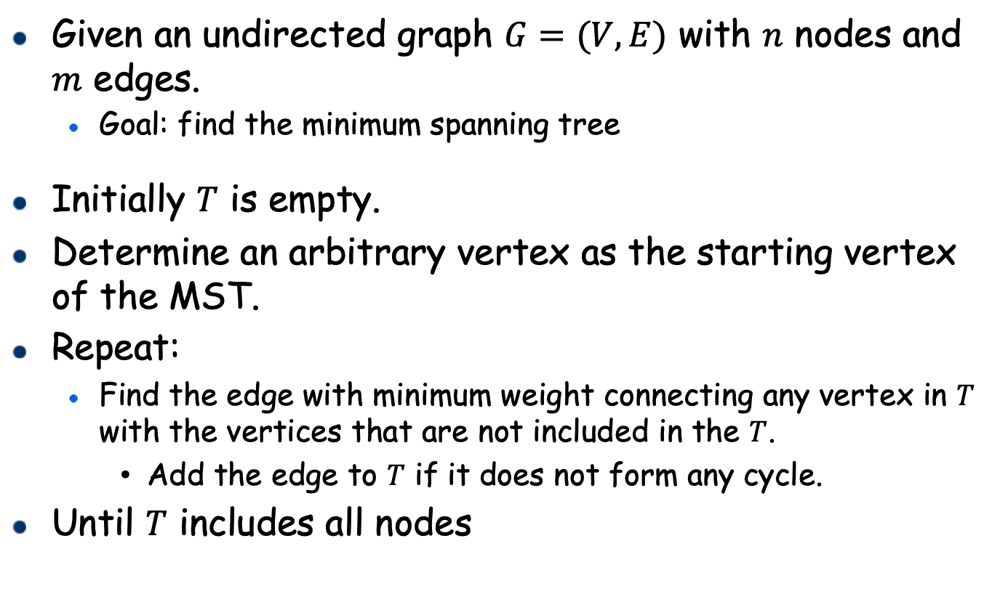 • Given an undirected graph G = (V, E) with n nodes and
m edges.
• Goal: find the minimum spanning tree
• Initially T is empty.
• Determine an arbitrary vertex as the starting vertex
of the MST.
• Repeat:
• Find the edge with minimum weight connecting any vertex in T
with the vertices that are not included in the T.
• Add the edge to T if it does not form any cycle.
• Until T includes all nodes